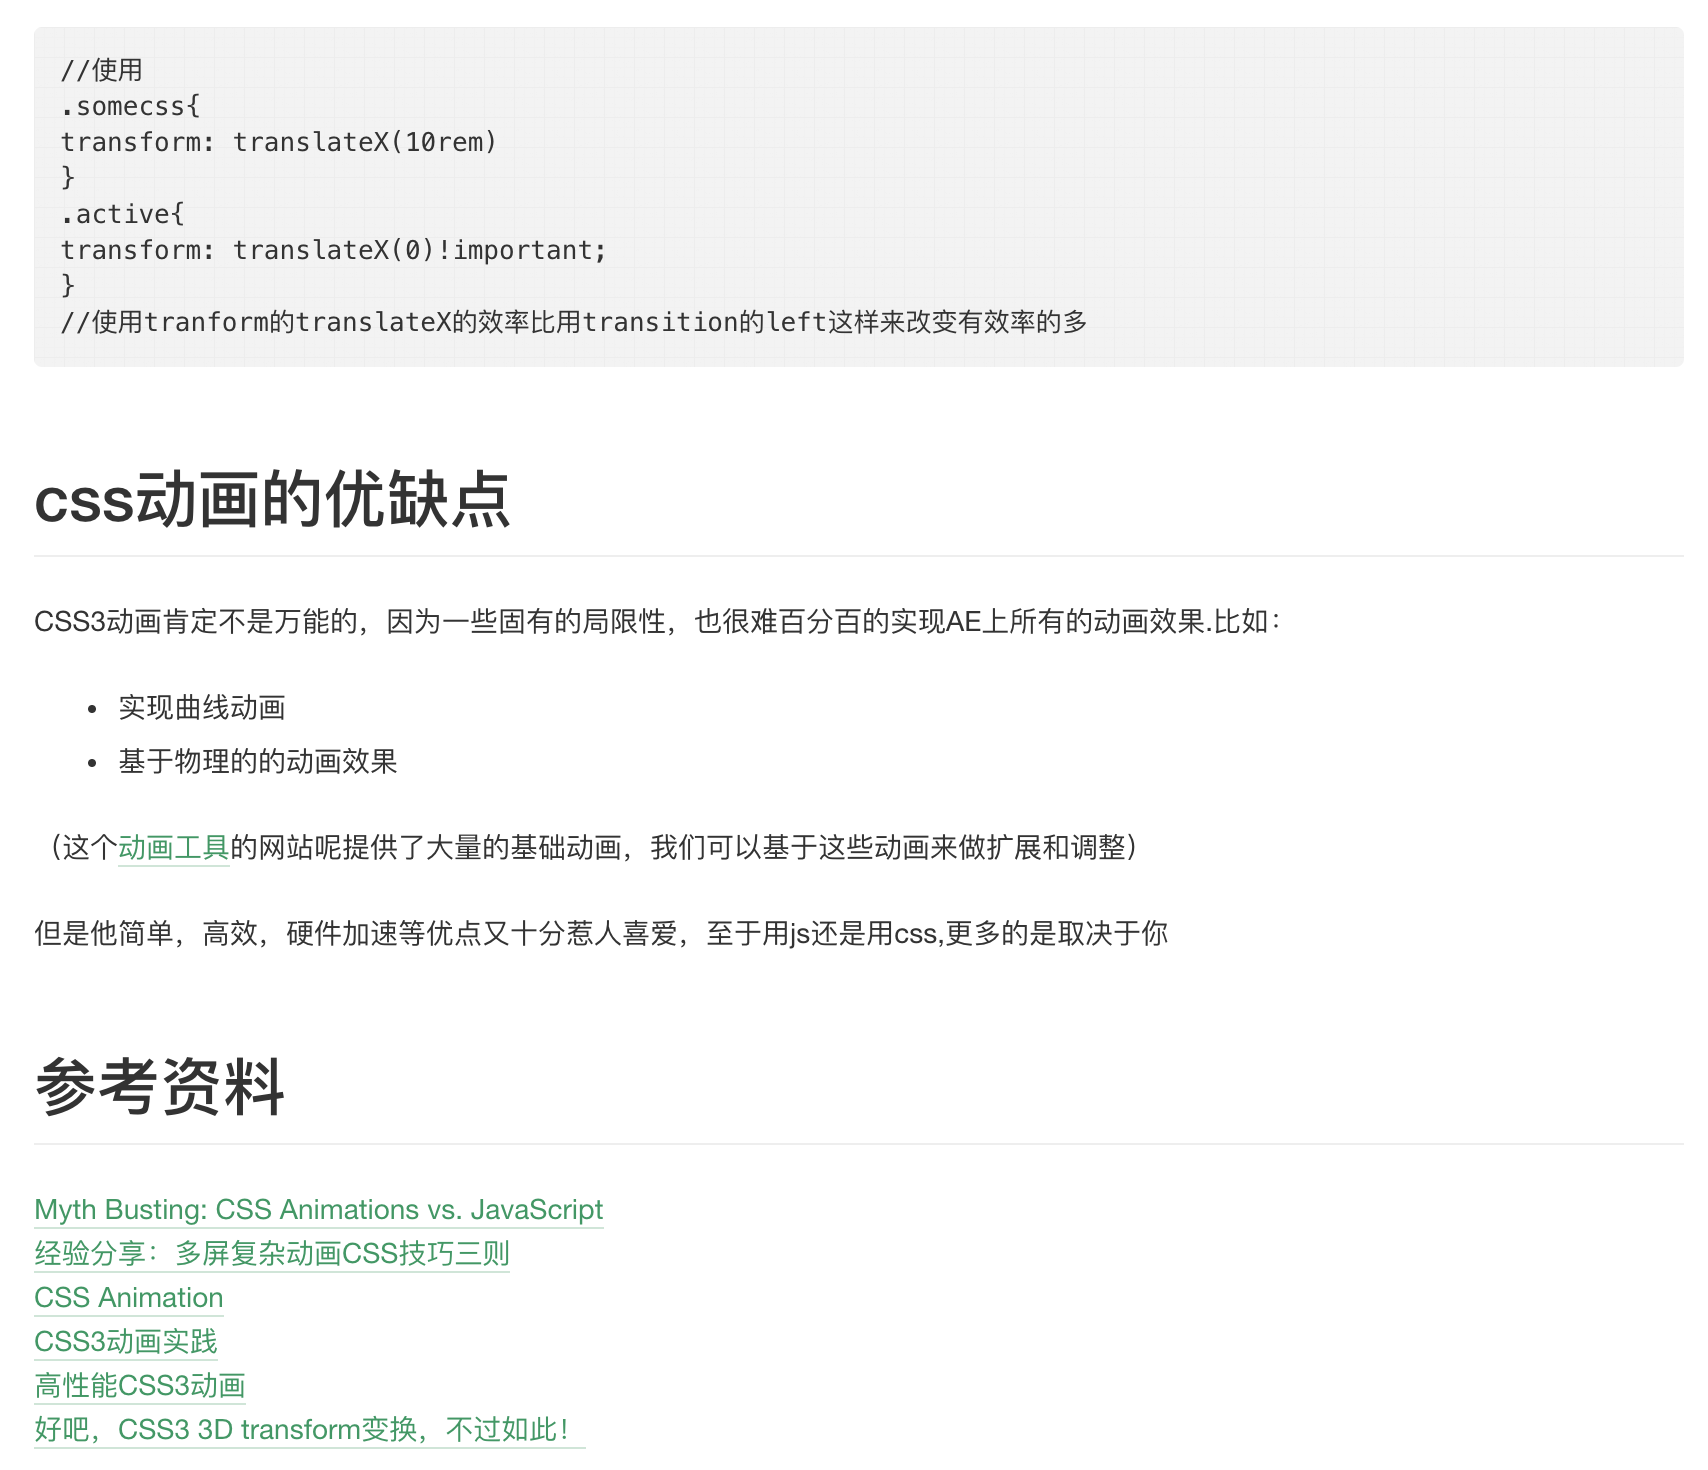 //使用
.somecss{
transform: translateX(10rem)
}
.active{
transform: translateX(0)!important;
}
//使用tranform的translateX的效率比用transition的left这样来改变有效率的多
css动画的优缺点
CSS3动画肯定不是万能的，因为一些固有的局限性，也很难百分百的实现AE上所有的动画效果.比如：
• 实现曲线动画
• 基于物理的的动画效果
（这个动画工具的网站呢提供了大量的基础动画，我们可以基于这些动画来做扩展和调整）
但是他简单，高效，硬件加速等优点又十分惹人喜爱，至于用js还是用css,更多的是取决于你
参考资料
Myth Busting: CSS Animations vs. JavaScript
经验分享：多屏复杂动画CSS技巧三则
CSS Animation
CSS3动画实践
高性能CSS3动画
好吧，CSS3 3D transform变换，不过如此！